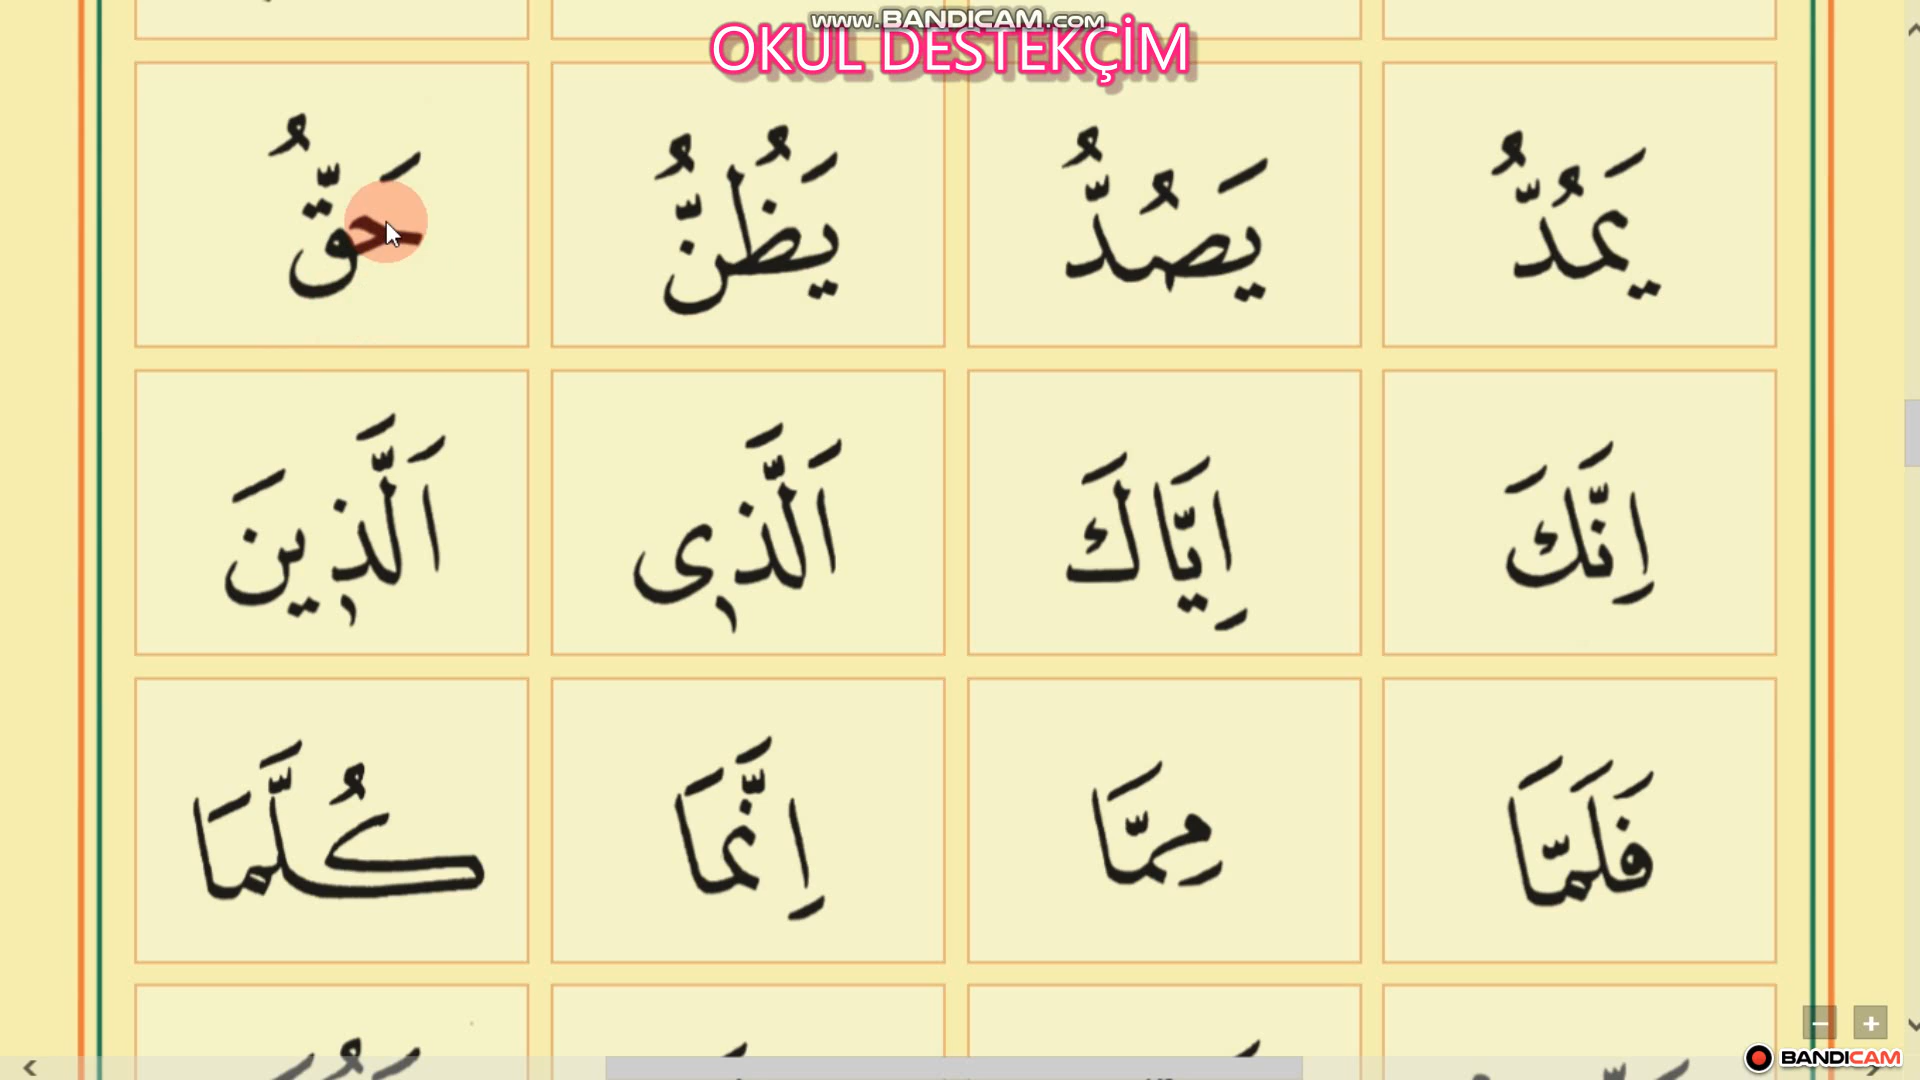 www.BANDICAM.com
OKUL DESTEKÇİM
يَمُدُّ يَصُدُّ يَظُنُّ حَقُّ
اِنَّكَ اِيَّاكَ اَلَّذٖى اَلَّذٖينَ
فَلَمَّا مِمَّا اِنَّمَا كُلَّمَا
BANDICAM